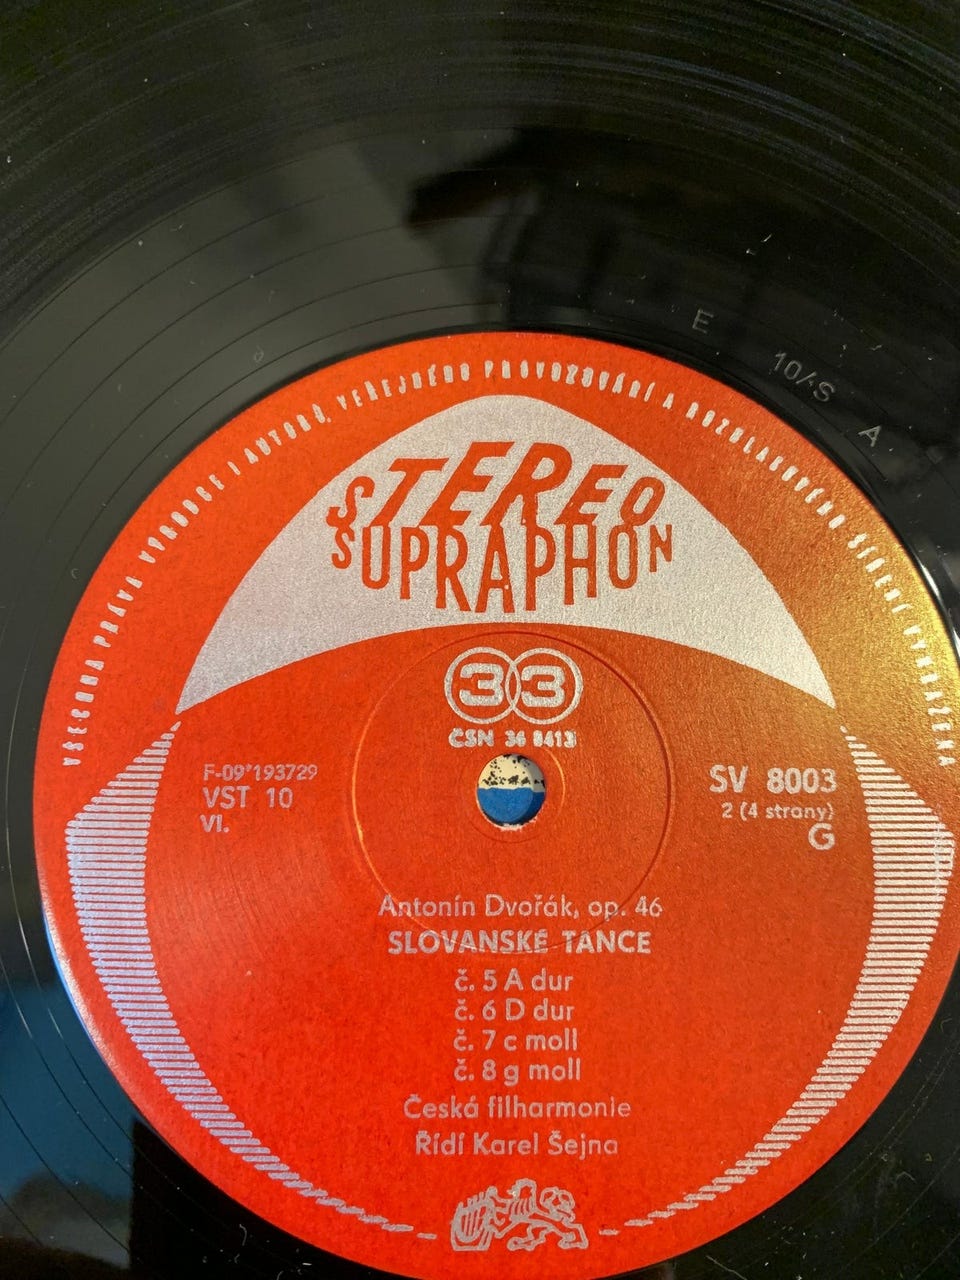 E 10/-S A
VŠECHNA PRÁVA VÝROBCE I AUTORŮ, VEŘEJNÉHO PROVOZOVÁNÍ A ROZHLASOVÉHO ŠÍŘENÍ VYHRAZENA
STEREO
SUPRAPHON
33
ČSN 36 8413
F-09*193729
VST 10
VI.
SV 8003
2 (4 strany)
G
Antonín Dvořák, op. 46
SLOVANSKÉ TANCE
č. 5 A dur
č. 6 D dur
č. 7 c moll
č. 8 g moll
Česká filharmonie
Řídí Karel Šejna